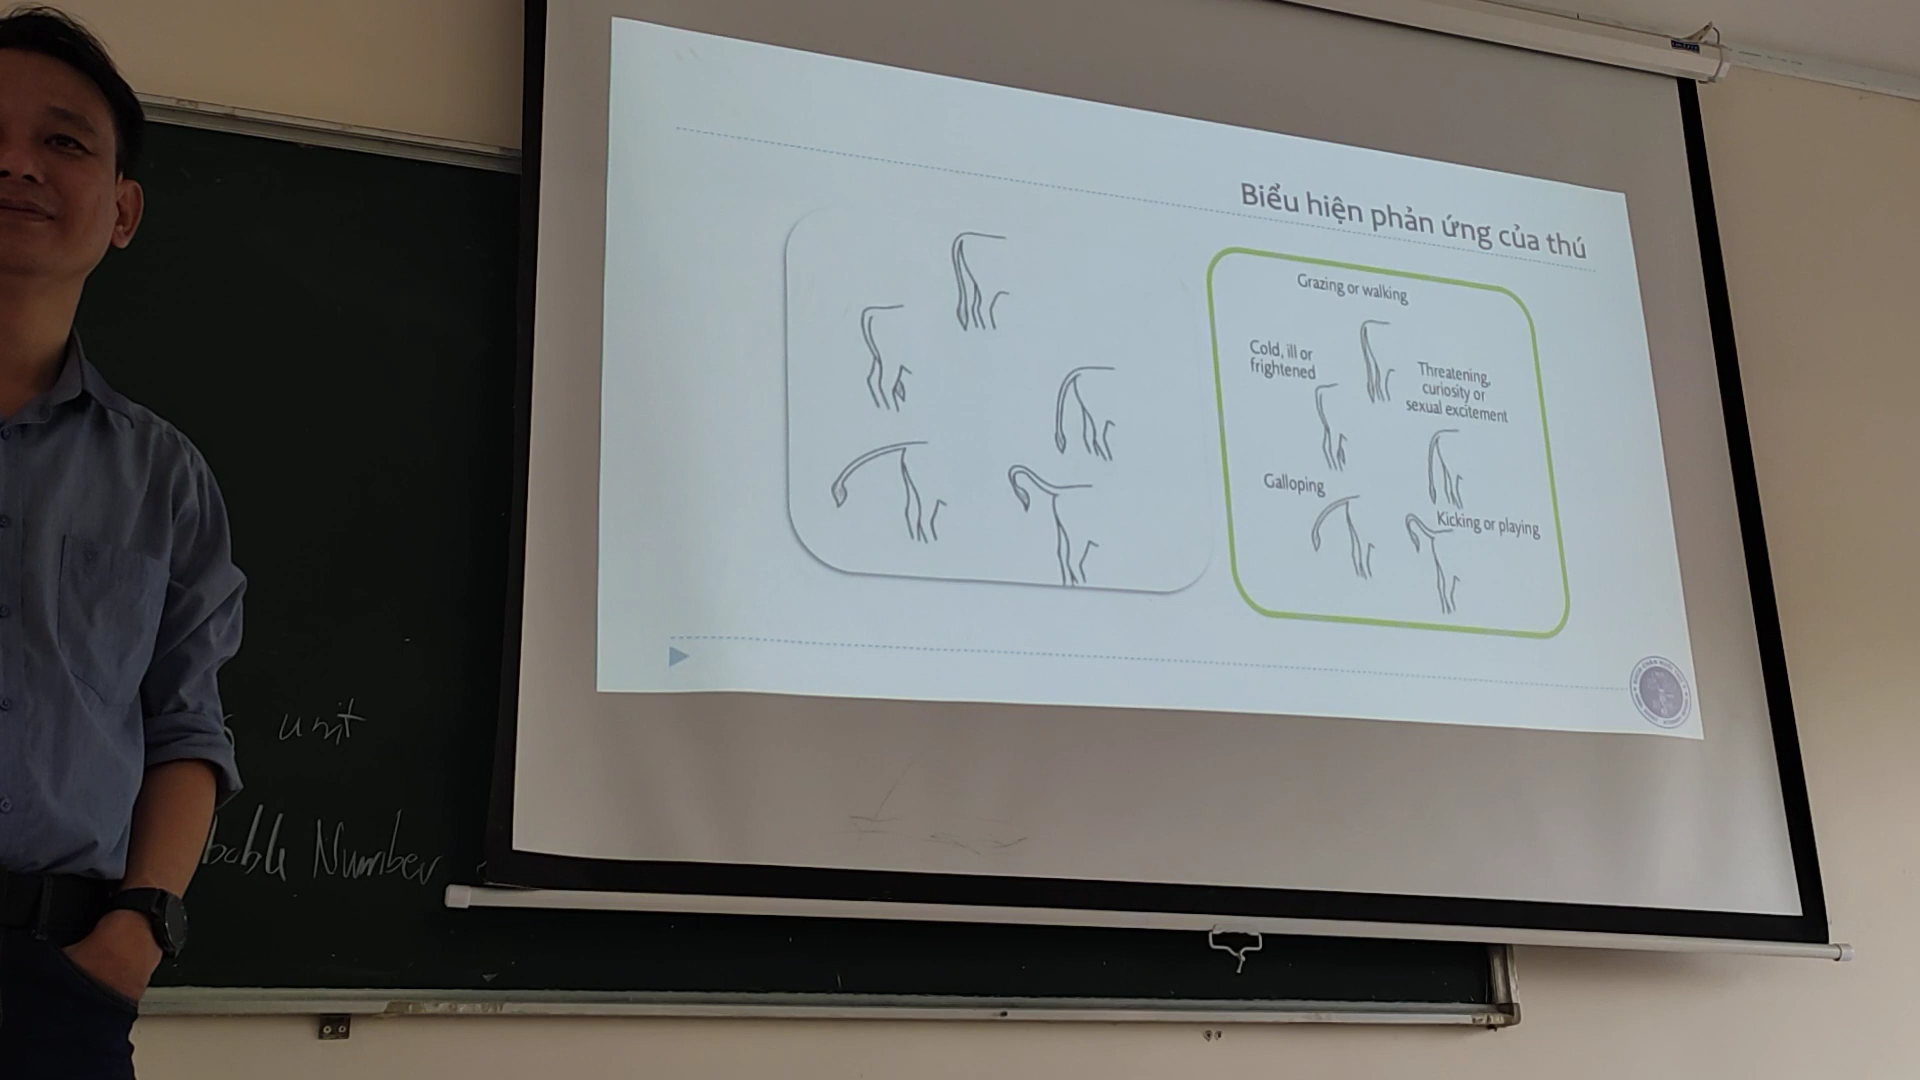 Biểu hiện phản ứng của thú
Grazing or walking
Cold, ill or
frightened
Threatening,
curiosity or
sexual excitement
Galloping
Kicking or playing
unit
Number